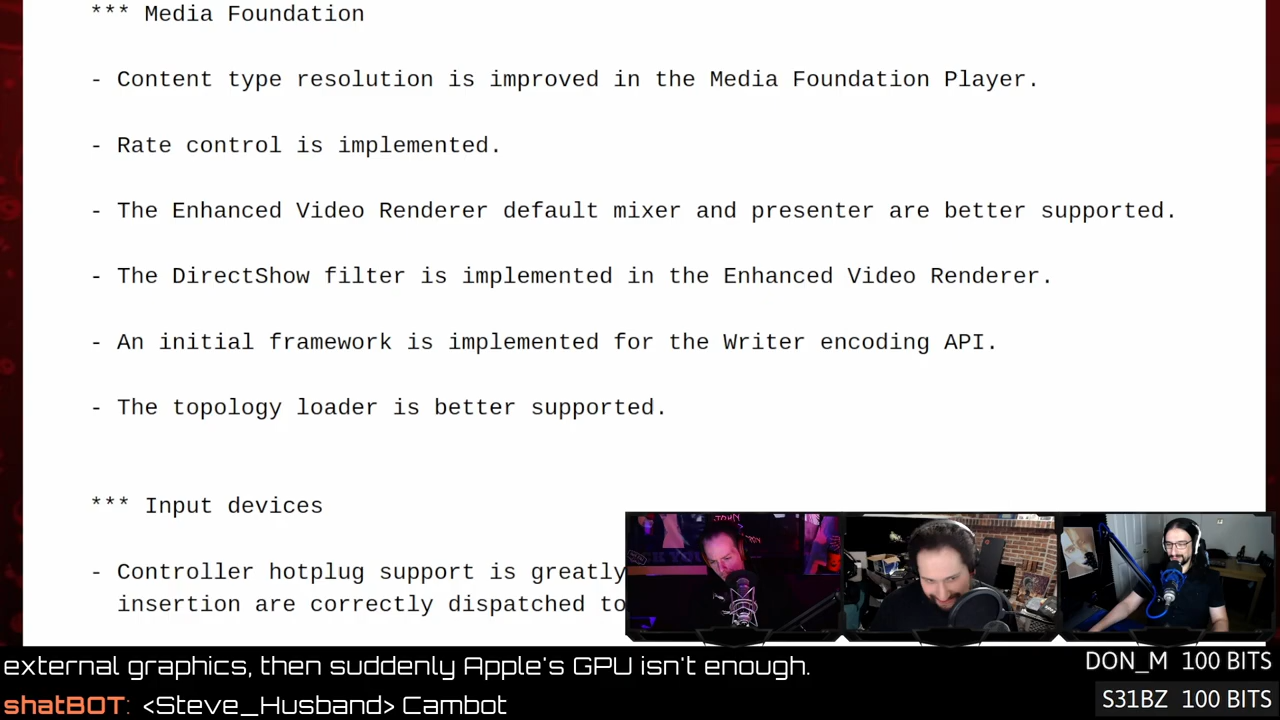 *** Media Foundation
- Content type resolution is improved in the Media Foundation Player.
- Rate control is implemented.
- The Enhanced Video Renderer default mixer and presenter are better supported.
- The DirectShow filter is implemented in the Enhanced Video Renderer.
- An initial framework is implemented for the Writer encoding API.
- The topology loader is better supported.
*** Input devices
- Controller hotplug support is greatly
insertion are correctly dispatched to
external graphics, then suddenly Apple's GPU isn't enough.
shatBOT: <Steve_Husband> Cambot
DON_M 100 BITS
S31BZ 100 BITS